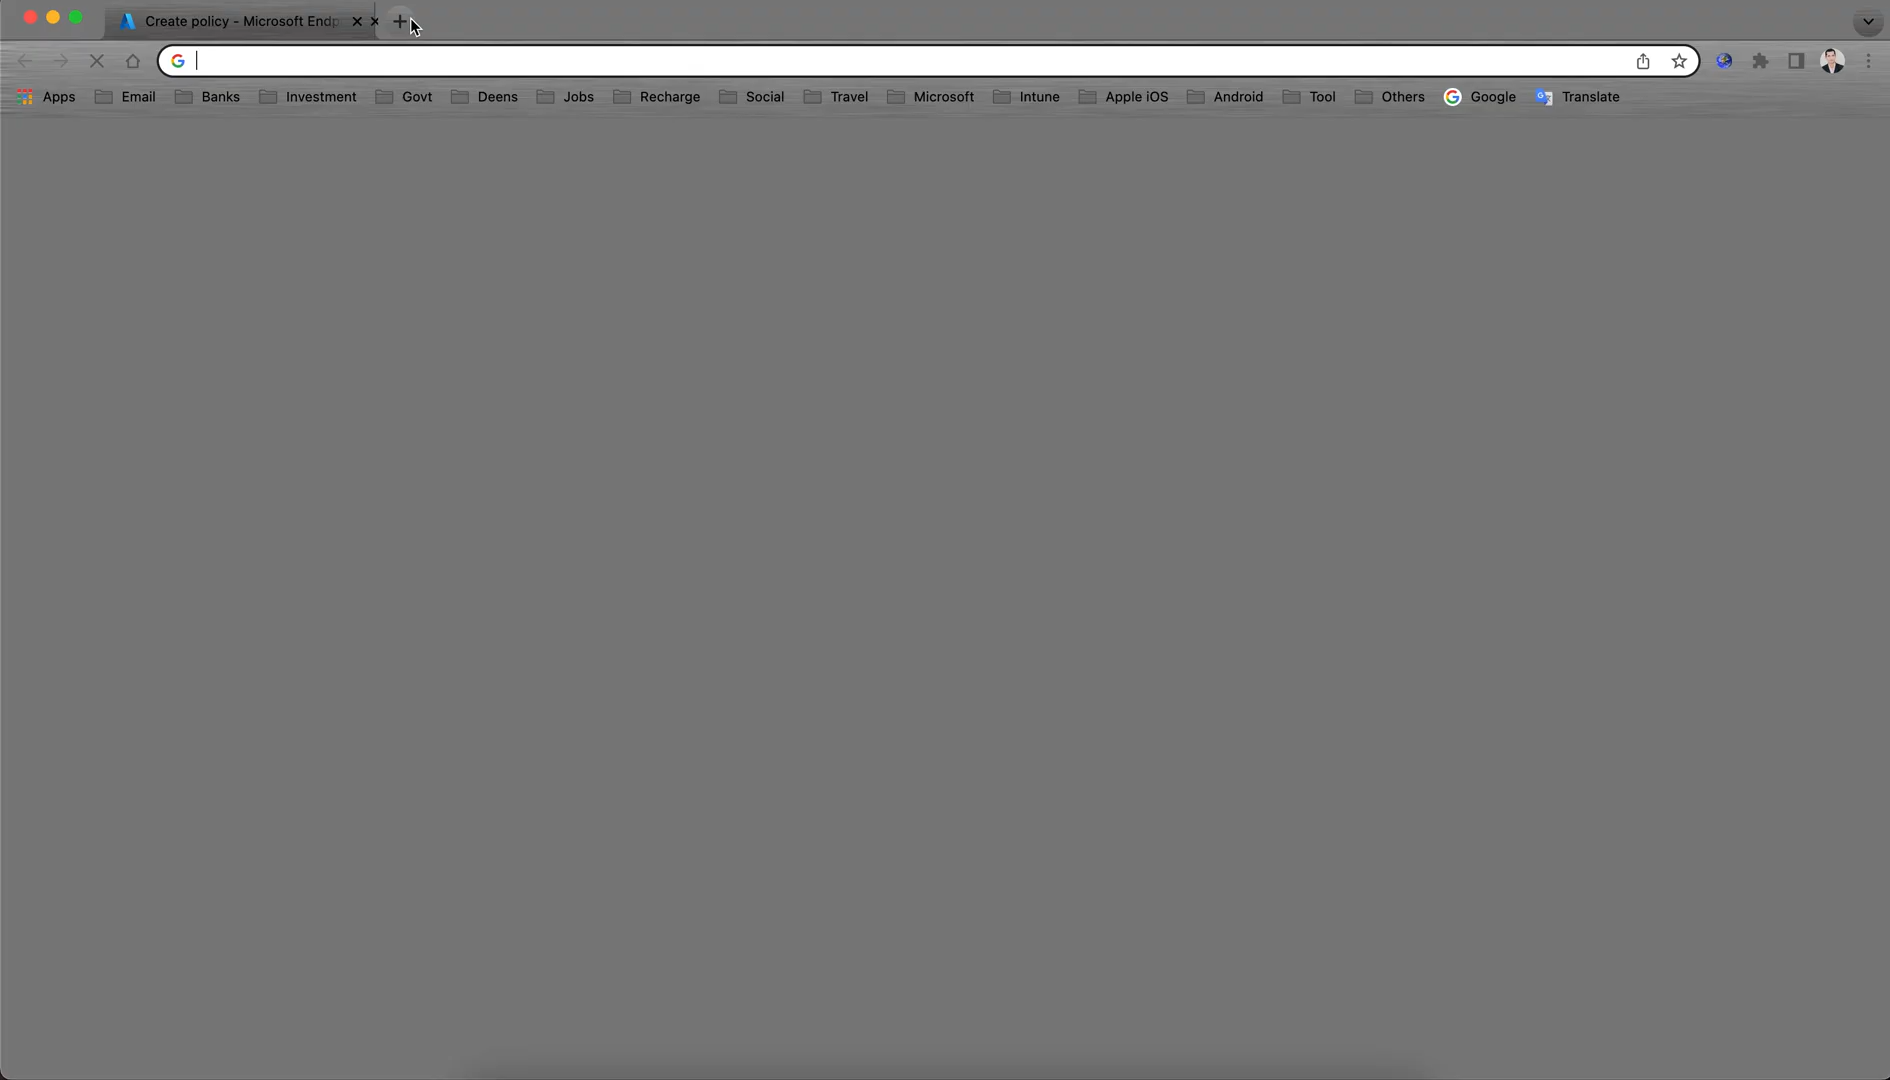 Create policy - Microsoft Endp
Apps Email Banks Investment Govt Deens Jobs Recharge Social Travel Microsoft Intune Apple iOS Android Tool Others Google Translate